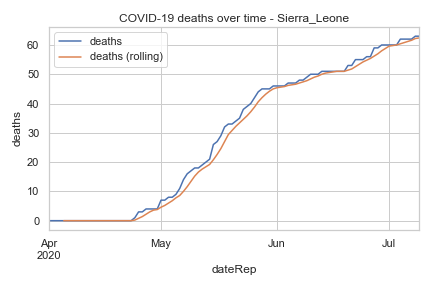 COVID-19 deaths over time - Sierra_Leone
deaths
deaths (rolling)
deaths
60
50
40
30
20
10
0
Apr
2020
May
Jun
Jul
dateRep